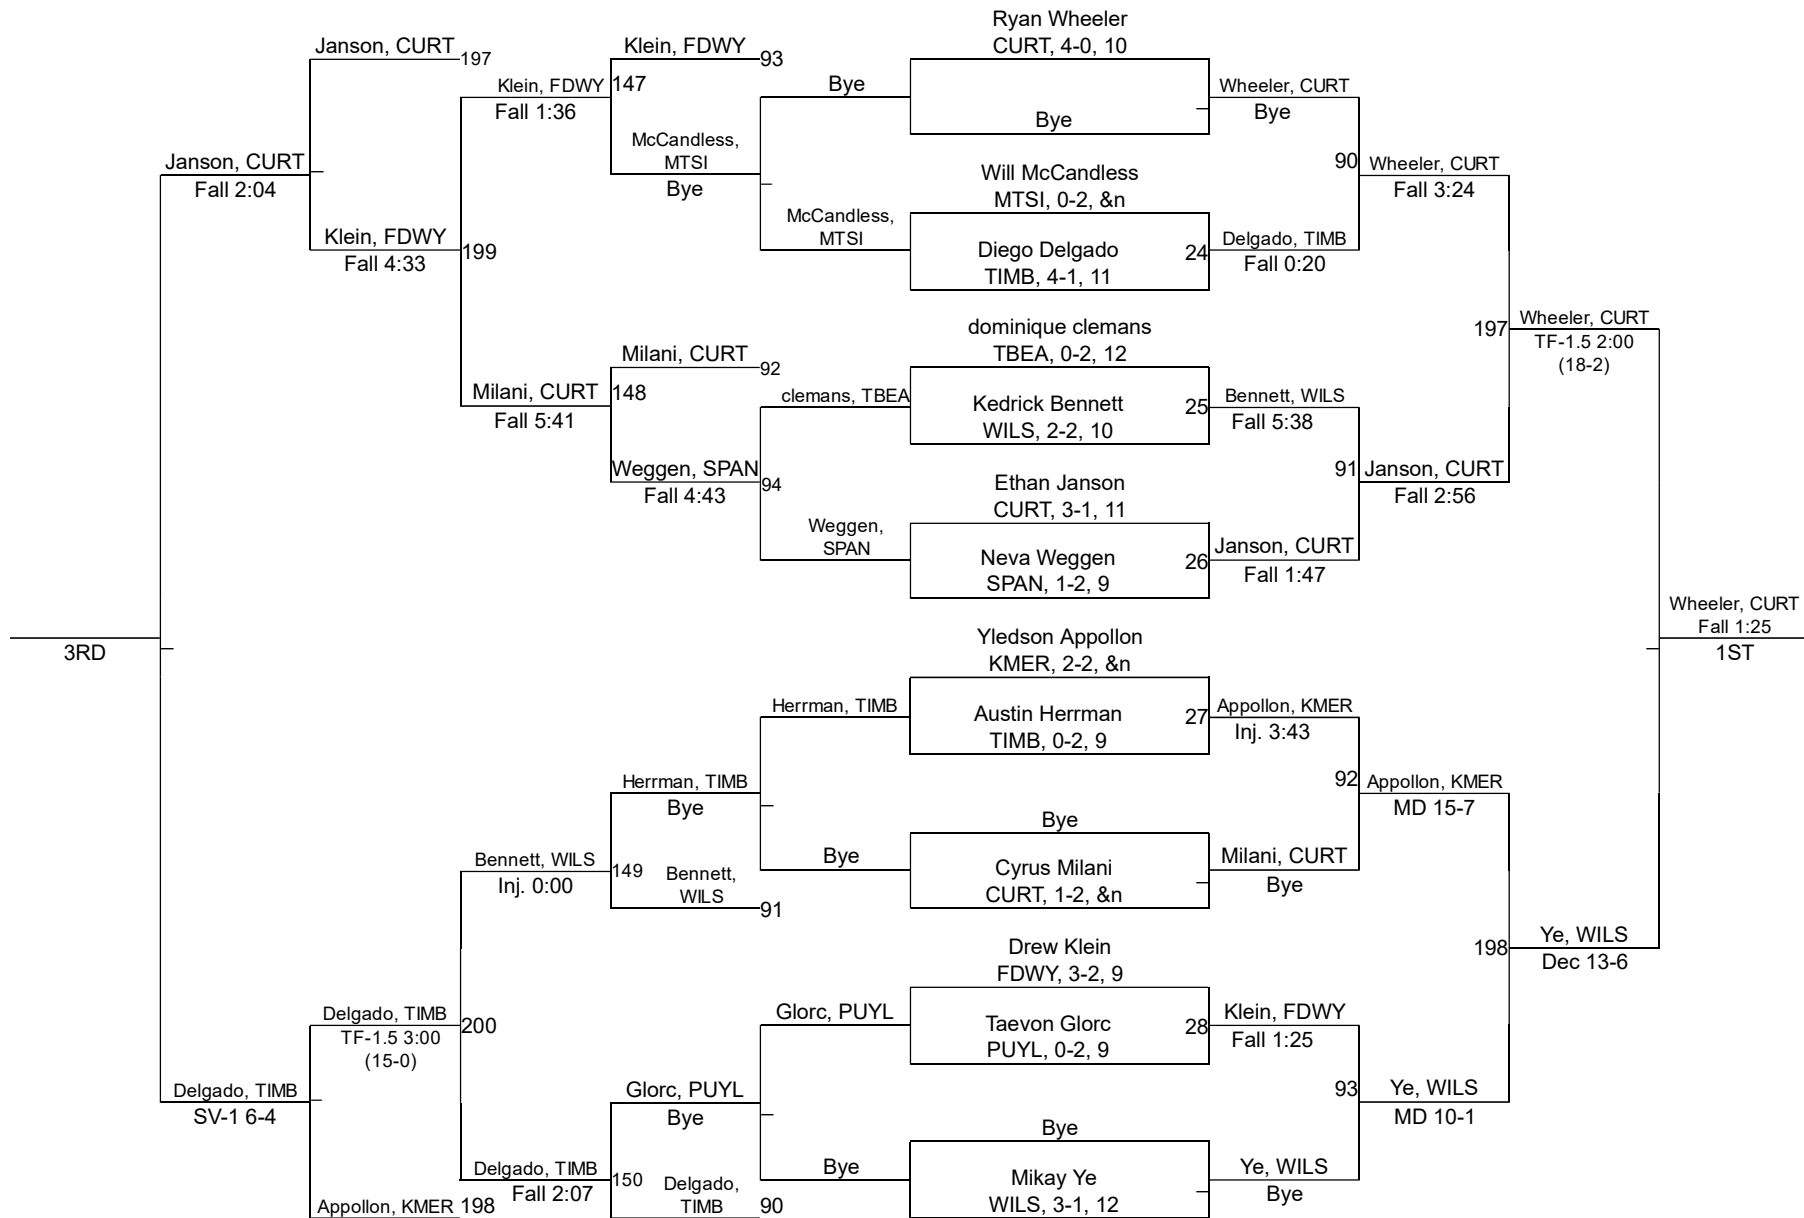 Ryan Wheeler
CURT, 4-0, 10
Bye
Will McCandless
MTSI, 0-2, &n
Diego Delgado
TIMB, 4-1, 11
24
dominique clemans
TBEA, 0-2, 12
Kedrick Bennett
WILS, 2-2, 10
25
Ethan Janson
CURT, 3-1, 11
Neva Weggen
SPAN, 1-2, 9
26
Yledson Appollon
KMER, 2-2, &n
Austin Herrman
TIMB, 0-2, 9
27
Bye
Cyrus Milani
CURT, 1-2, &n
Drew Klein
FDWY, 3-2, 9
Taevon Glorc
PUYL, 0-2, 9
28
Bye
Mikay Ye
WILS, 3-1, 12
Wheeler, CURT
Bye
90
Delgado, TIMB
Fall 0:20
Bennett, WILS
Fall 5:38
91
Janson, CURT
Fall 1:47
Appollon, KMER
Inj. 3:43
92
Milani, CURT
Bye
Klein, FDWY
Fall 1:25
93
Ye, WILS
Bye
Wheeler, CURT
Fall 3:24
197
Janson, CURT
Fall 2:56
Appollon, KMER
MD 15-7
198
Ye, WILS
MD 10-1
Wheeler, CURT
TF-1.5 2:00
(18-2)
Ye, WILS
Dec 13-6
Wheeler, CURT
Fall 1:25
1ST
Bye
McCandless,
MTSI
clemans, TBEA
94
Weggen,
SPAN
Herrman, TIMB
Bye
Glorc, PUYL
Bye
Klein, FDWY
93
147
McCandless,
MTSI
Bye
Milani, CURT
92
148
Weggen, SPAN
Fall 4:43
Herrman, TIMB
Bye
149
Bennett,
WILS
91
Glorc, PUYL
Bye
150
Delgado,
TIMB
90
Klein, FDWY
Fall 1:36
199
Milani, CURT
Fall 5:41
Bennett, WILS
Inj. 0:00
200
Delgado, TIMB
Fall 2:07
Janson, CURT
197
Klein, FDWY
Fall 4:33
Delgado, TIMB
TF-1.5 3:00
(15-0)
Appollon, KMER
198
Janson, CURT
Fall 2:04
Delgado, TIMB
SV-1 6-4
3RD